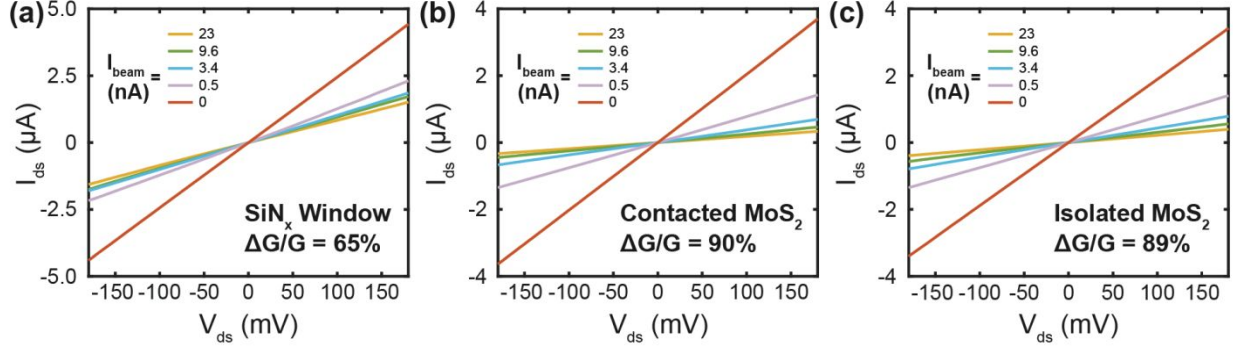 (a)
5.0
2.5
0
-2.5
-5.0
I_ds (µA)
I_beam =
(nA)
23
9.6
3.4
0.5
0
SiN_x Window
ΔG/G = 65%
-150 -100 -50 0 50 100 150
V_ds (mV)
(b)
4
2
0
-2
-4
I_ds (µA)
I_beam =
(nA)
23
9.6
3.4
0.5
0
Contacted MoS_2
ΔG/G = 90%
-150 -100 -50 0 50 100 150
V_ds (mV)
(c)
4
2
0
-2
-4
I_ds (µA)
I_beam =
(nA)
23
9.6
3.4
0.5
0
Isolated MoS_2
ΔG/G = 89%
-150 -100 -50 0 50 100 150
V_ds (mV)